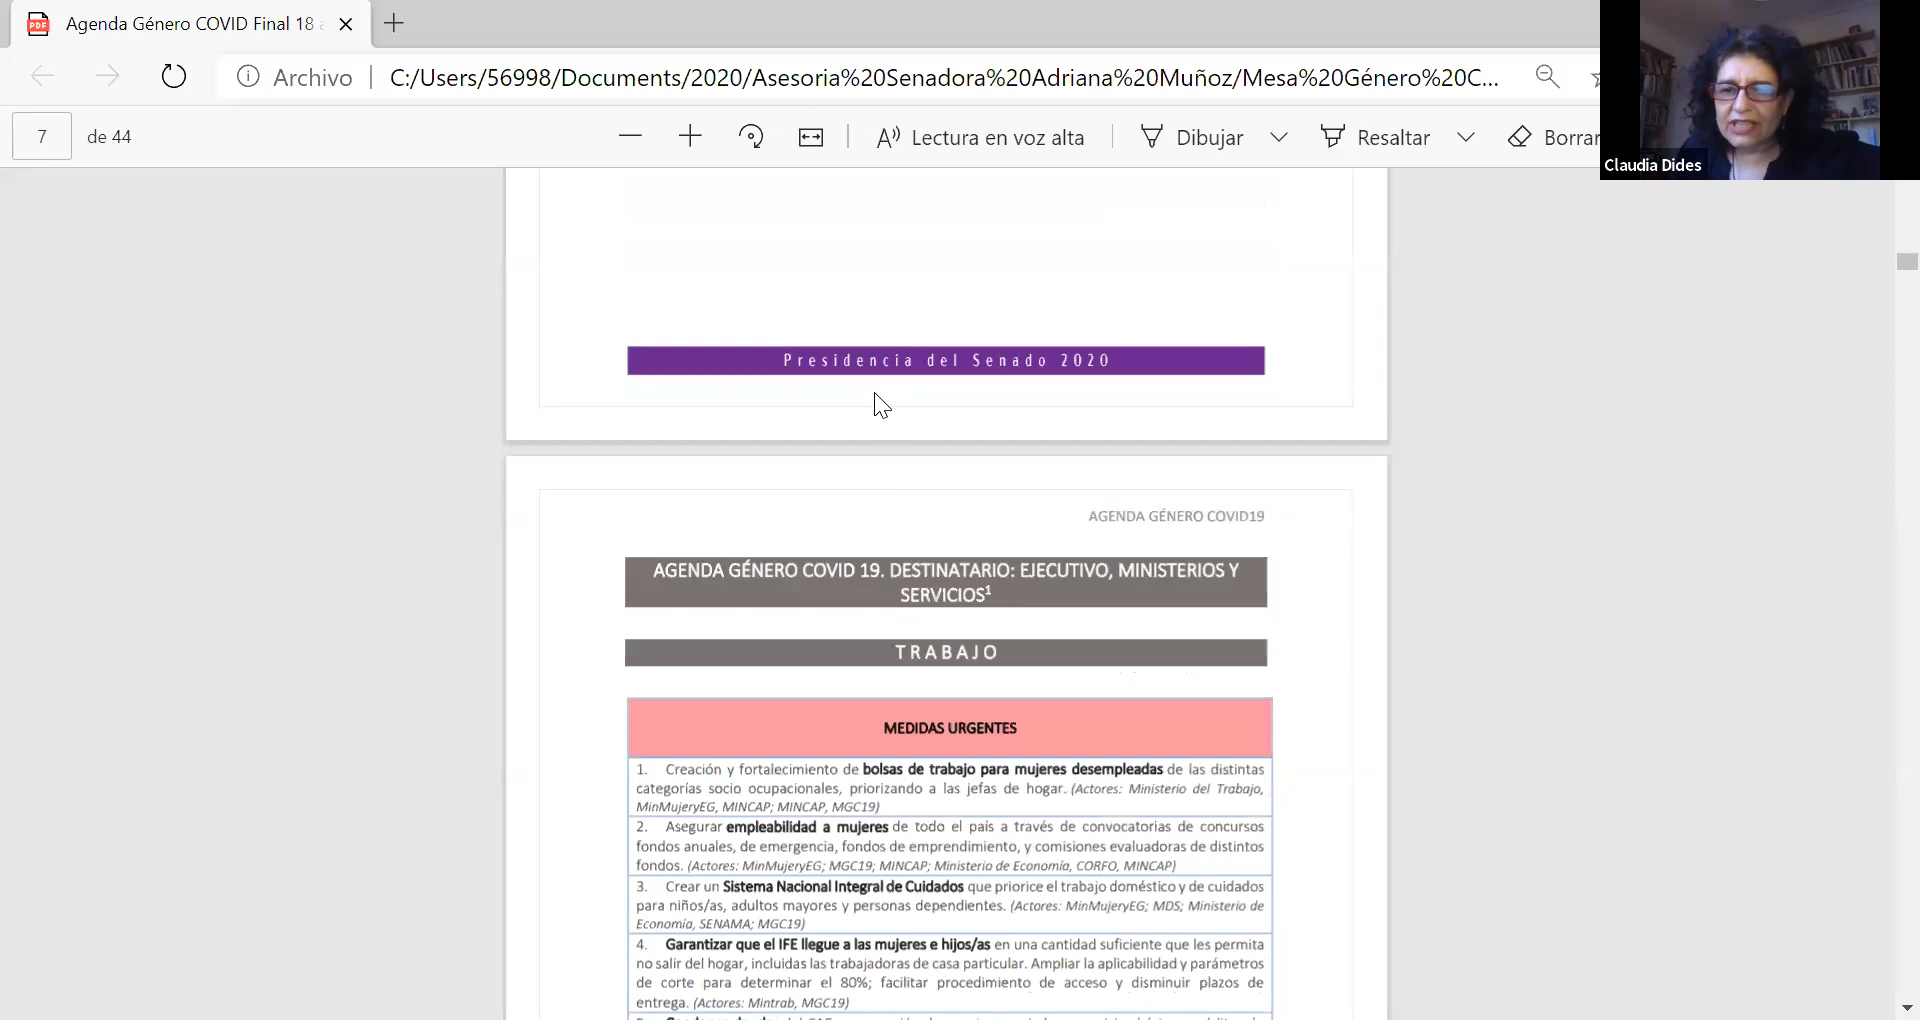 Agenda Género COVID Final 18
Archivo
C:/Users/56998/Documents/2020/Asesoria%20Senadora%20Adriana%20Muñoz/Mesa%20Género%20C...
7 de 44
Lectura en voz alta
Dibujar
Resaltar
Borrar
Claudia Dides
Presidencia del Senado 2020
AGENDA GÉNERO COVID19
AGENDA GÉNERO COVID 19. DESTINATARIO: EJECUTIVO, MINISTERIOS Y
SERVICIOS¹
TRABAJO
MEDIDAS URGENTES
1. Creación y fortalecimiento de bolsas de trabajo para mujeres desempleadas de las distintas
categorías socio ocupacionales, priorizando a las jefas de hogar. (Actores: Ministerio del Trabajo,
MinMujeryEG, MINCAP; MINCAP, MGC19)
2. Asegurar empleabilidad a mujeres de todo el país a través de convocatorias de concursos
fondos anuales, de emergencia, fondos de emprendimiento, y comisiones evaluadoras de distintos
fondos. (Actores: MinMujeryEG; MGC19; MINCAP; Ministerio de Economía, CORFO, MINCAP)
3. Crear un Sistema Nacional Integral de Cuidados que priorice el trabajo doméstico y de cuidados
para niños/as, adultos mayores y personas dependientes. (Actores: MinMujeryEG; MDS; Ministerio de
Economía, SENAMA; MGC19)
4. Garantizar que el IFE llegue a las mujeres e hijos/as en una cantidad suficiente que les permita
no salir del hogar, incluidas las trabajadoras de casa particular. Ampliar la aplicabilidad y parámetros
de corte para determinar el 80%; facilitar procedimiento de acceso y disminuir plazos de
entrega. (Actores: Mintrab, MGC19)